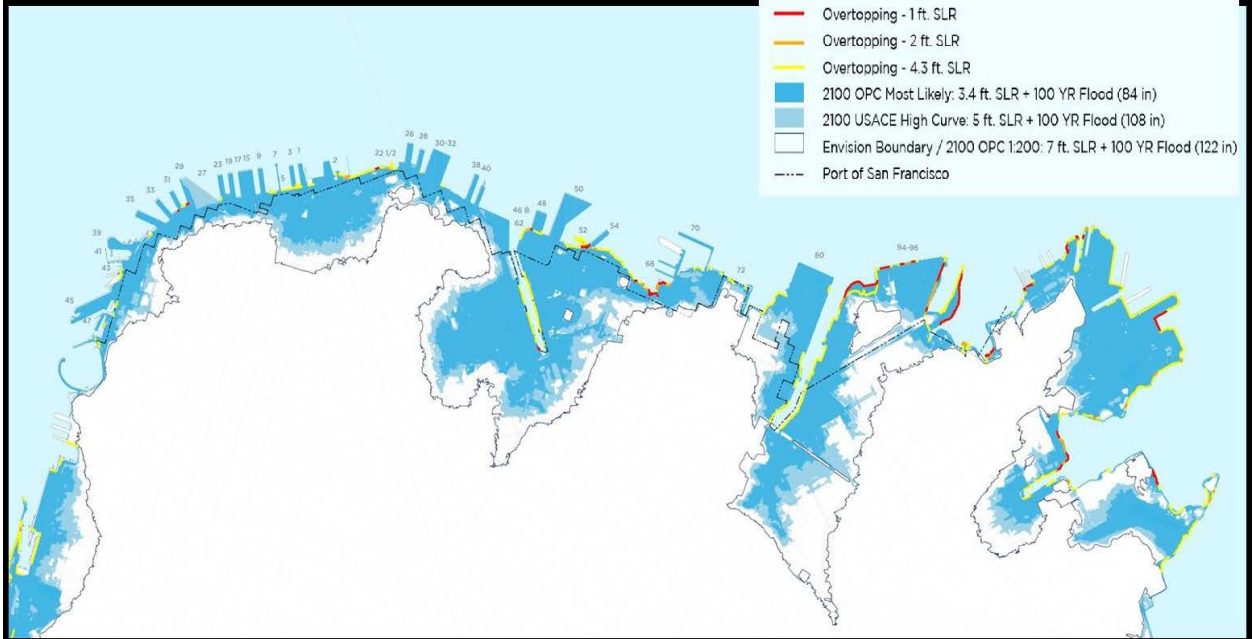 Overtopping - 1 ft. SLR
Overtopping - 2 ft. SLR
Overtopping - 4.3 ft. SLR
2100 OPC Most Likely: 3.4 ft. SLR + 100 YR Flood (84 in)
2100 USACE High Curve: 5 ft. SLR + 100 YR Flood (108 in)
Envision Boundary / 2100 OPC 1:200: 7 ft. SLR + 100 YR Flood (122 in)
Port of San Francisco
47
45
43
41
39
35
33
31
29
27
23 19 17 15 9 7 3 1
5
2
22 1/2
26 28 30-32
38 40
46 B 48 50
62
52 54
68
70
72
80
94-96